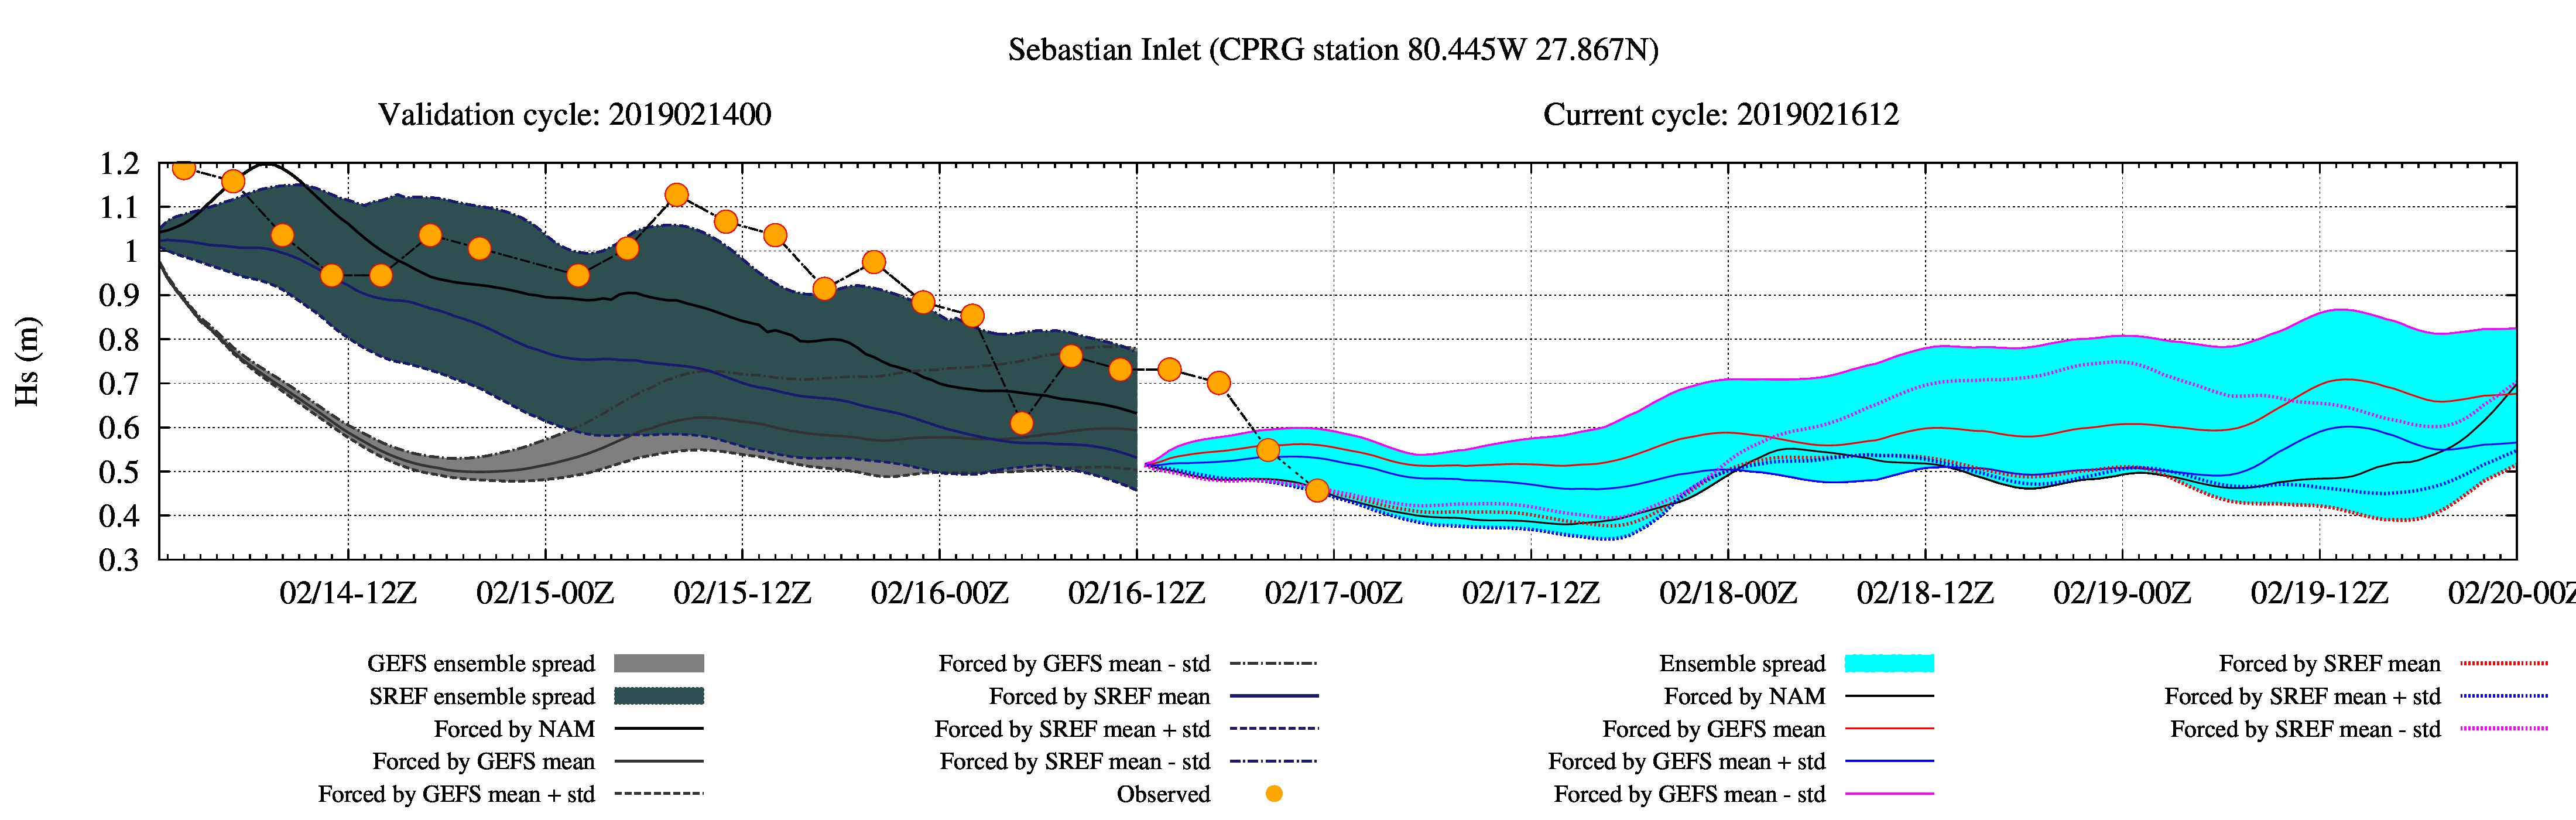 Sebastian Inlet (CPRG station 80.445W 27.867N)
Validation cycle: 2019021400
Current cycle: 2019021612
Hs (m)
1.2
1.1
1
0.9
0.8
0.7
0.6
0.5
0.4
0.3
02/14-12Z 02/15-00Z 02/15-12Z 02/16-00Z 02/16-12Z 02/17-00Z 02/17-12Z 02/18-00Z 02/18-12Z 02/19-00Z 02/19-12Z 02/20-00Z
GEFS ensemble spread
SREF ensemble spread
Forced by NAM
Forced by GEFS mean
Forced by GEFS mean + std
Forced by GEFS mean - std
Forced by SREF mean
Forced by SREF mean + std
Forced by SREF mean - std
Observed
Ensemble spread
Forced by NAM
Forced by GEFS mean
Forced by GEFS mean + std
Forced by GEFS mean - std
Forced by SREF mean
Forced by SREF mean + std
Forced by SREF mean - std